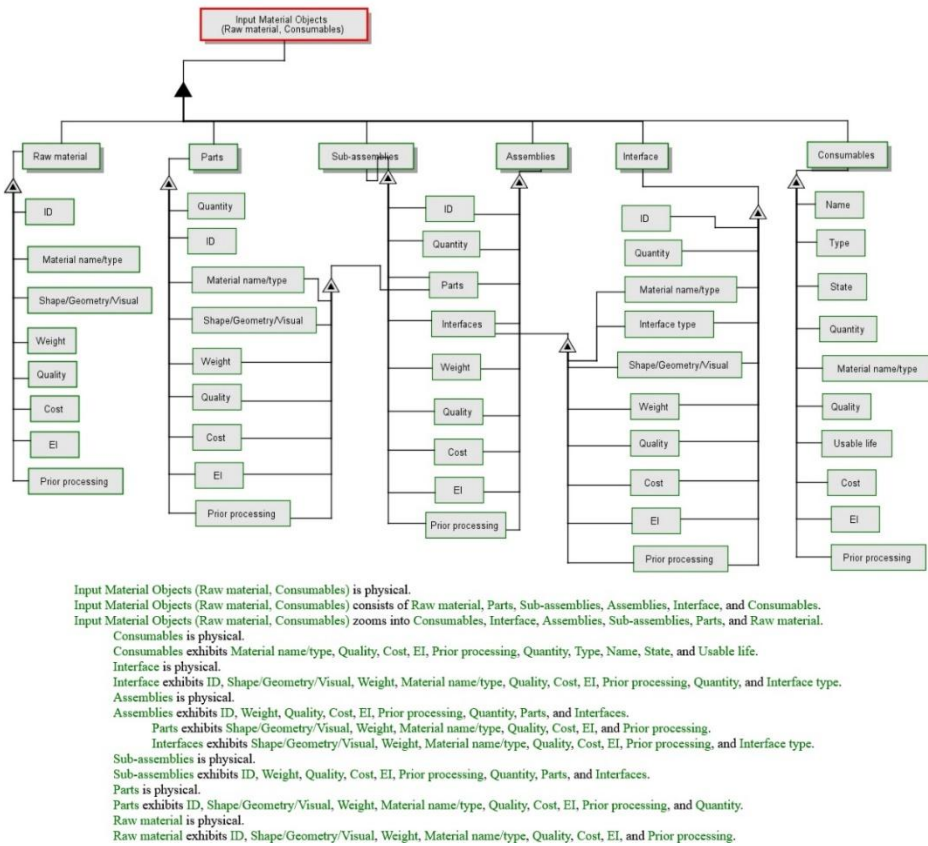 Input Material Objects
(Raw material, Consumables)
Raw material
Parts
Sub-assemblies
Assemblies
Interface
Consumables
ID
Material name/type
Shape/Geometry/Visual
Weight
Quality
Cost
EI
Prior processing
Quantity
ID
Material name/type
Shape/Geometry/Visual
Weight
Quality
Cost
EI
Prior processing
ID
Quantity
Parts
Interfaces
Weight
Quality
Cost
EI
Prior processing
ID
Quantity
Material name/type
Interface type
Shape/Geometry/Visual
Weight
Quality
Cost
EI
Prior processing
Name
Type
State
Quantity
Material name/type
Quality
Usable life
Cost
EI
Prior processing
Input Material Objects (Raw material, Consumables) is physical.
Input Material Objects (Raw material, Consumables) consists of Raw material, Parts, Sub-assemblies, Assemblies, Interface, and Consumables.
Input Material Objects (Raw material, Consumables) zooms into Consumables, Interface, Assemblies, Sub-assemblies, Parts, and Raw material.
Consumables is physical.
Consumables exhibits Material name/type, Quality, Cost, EI, Prior processing, Quantity, Type, Name, State, and Usable life.
Interface is physical.
Interface exhibits ID, Shape/Geometry/Visual, Weight, Material name/type, Quality, Cost, EI, Prior processing, Quantity, and Interface type.
Assemblies is physical.
Assemblies exhibits ID, Weight, Quality, Cost, EI, Prior processing, Quantity, Parts, and Interfaces.
Parts exhibits Shape/Geometry/Visual, Weight, Material name/type, Quality, Cost, EI, and Prior processing.
Interfaces exhibits Shape/Geometry/Visual, Weight, Material name/type, Quality, Cost, EI, Prior processing, and Interface type.
Sub-assemblies is physical.
Sub-assemblies exhibits ID, Weight, Quality, Cost, EI, Prior processing, Quantity, Parts, and Interfaces.
Parts is physical.
Parts exhibits ID, Shape/Geometry/Visual, Weight, Material name/type, Quality, Cost, EI, Prior processing, and Quantity.
Raw material is physical.
Raw material exhibits ID, Shape/Geometry/Visual, Weight, Material name/type, Quality, Cost, EI, and Prior processing.